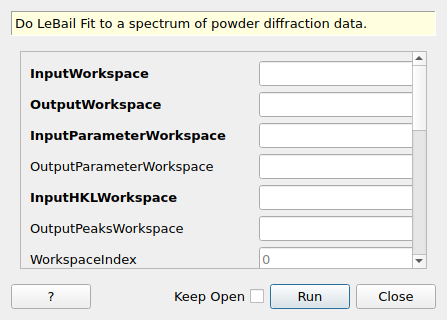 Do LeBail Fit to a spectrum of powder diffraction data.
InputWorkspace
OutputWorkspace
InputParameterWorkspace
OutputParameterWorkspace
InputHKLWorkspace
OutputPeaksWorkspace
WorkspaceIndex 0
? Keep Open Run Close